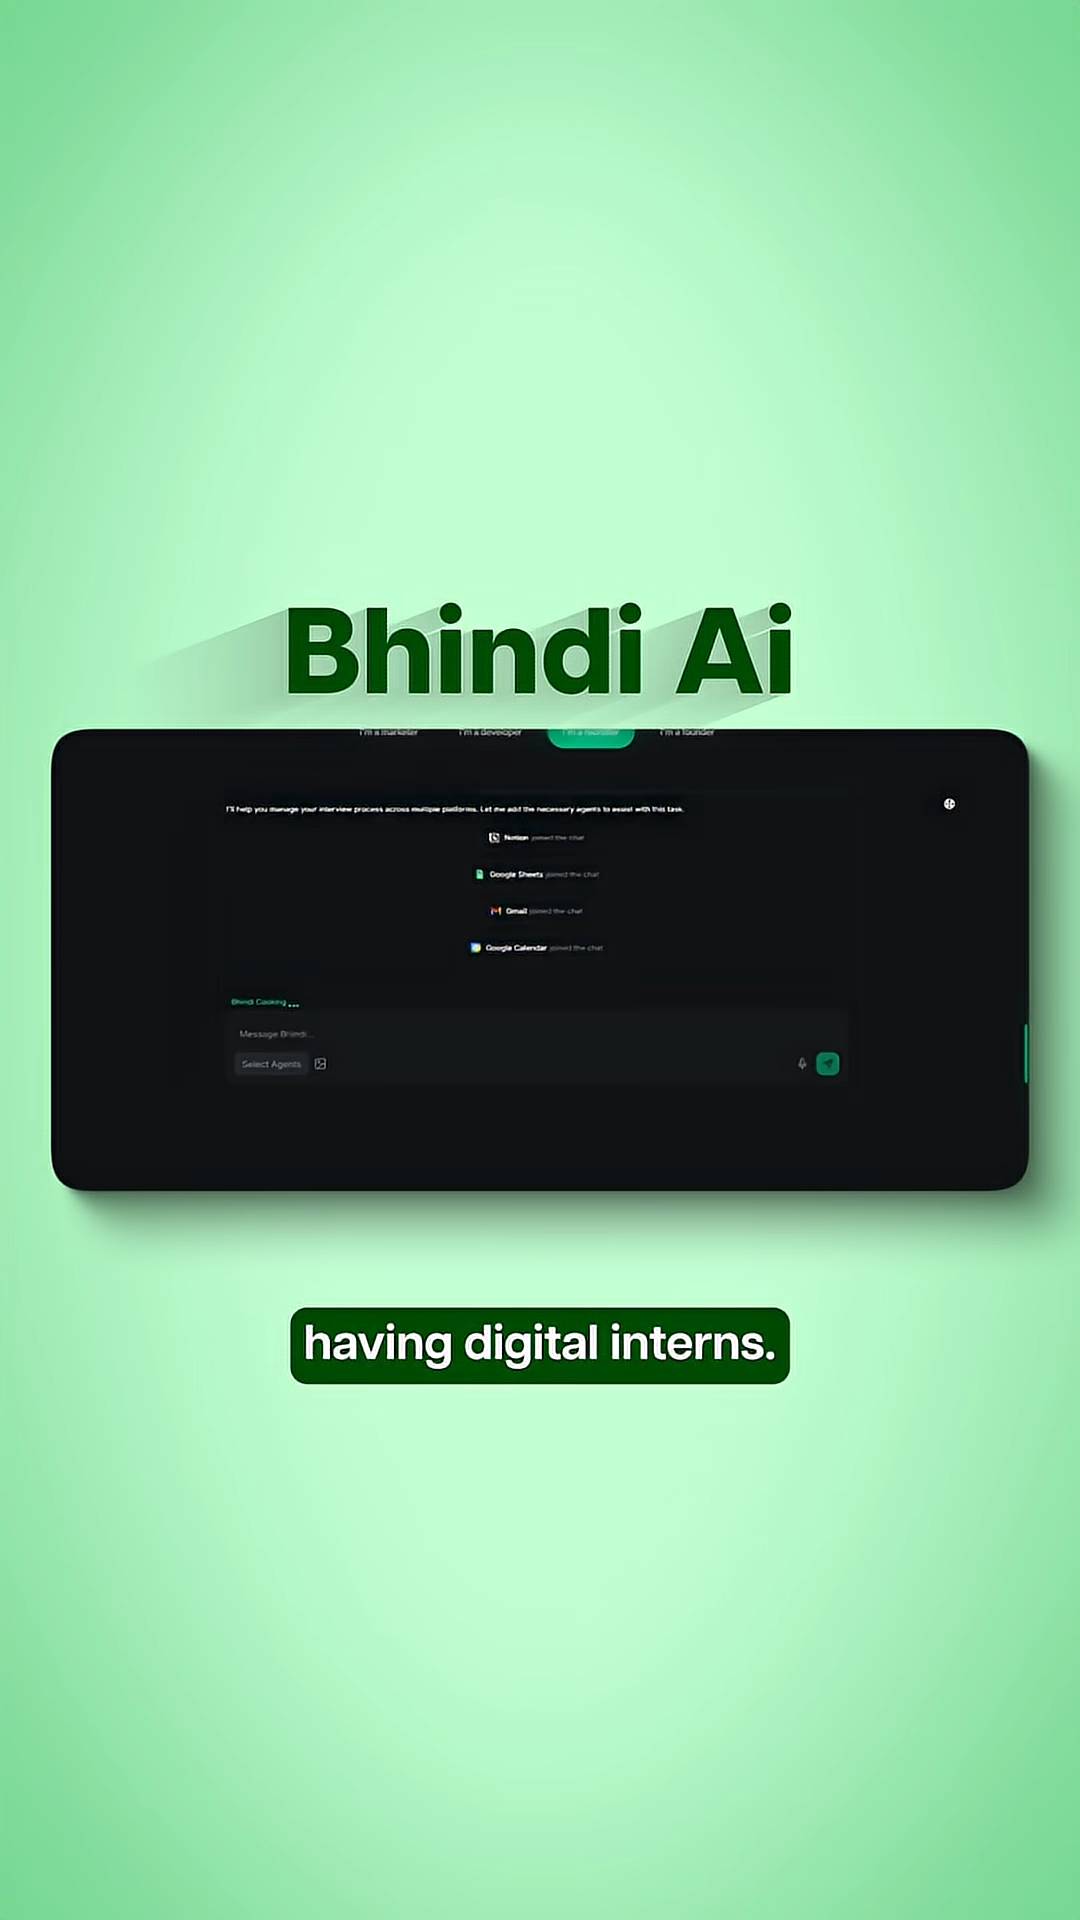 Bhindi Ai
I'm a marketer I'm a developer I'm a recruiter I'm a founder
I'll help you manage your interview process across multiple platforms. Let me add the necessary agents to assist with this task.
Notion joined the chat
Google Sheets joined the chat
Gmail joined the chat
Google Calendar joined the chat
Bhindi Cooking...
Message Bhindi...
Select Agents
having digital interns.